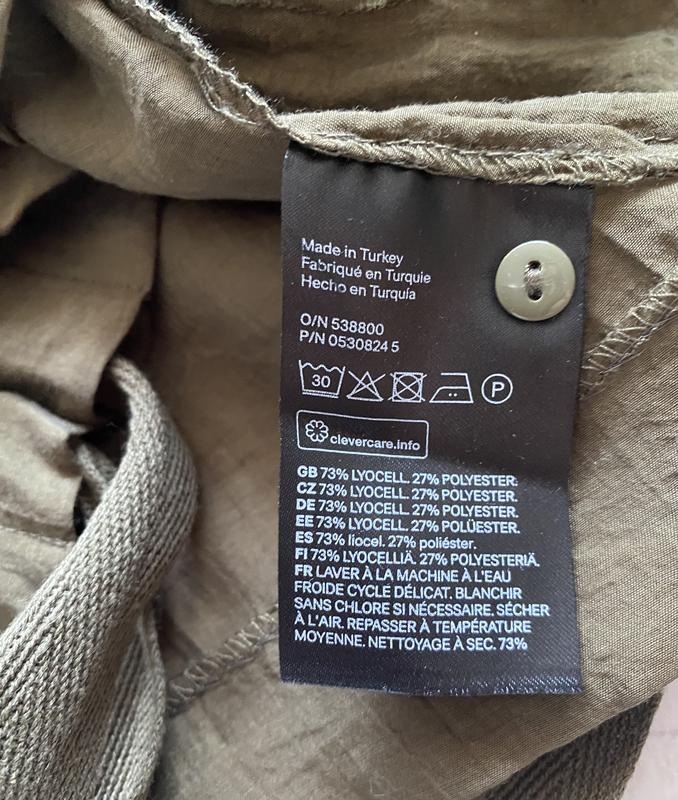 Made in Turkey
Fabriqué en Turquie
Hecho en Turquía
O/N 538800
P/N 0530824 5
30
P
clevercare.info
GB 73% LYOCELL. 27% POLYESTER.
CZ 73% LYOCELL. 27% POLYESTER.
DE 73% LYOCELL. 27% POLYESTER.
EE 73% LYOCELL. 27% POLÜESTER.
ES 73% liocel. 27% poliéster.
FI 73% LYOCELLIÄ. 27% POLYESTERIÄ.
FR LAVER À LA MACHINE À L'EAU
FROIDE CYCLE DÉLICAT. BLANCHIR
SANS CHLORE SI NÉCESSAIRE. SÉCHER
À L'AIR. REPASSER À TEMPÉRATURE
MOYENNE. NETTOYAGE À SEC. 73%